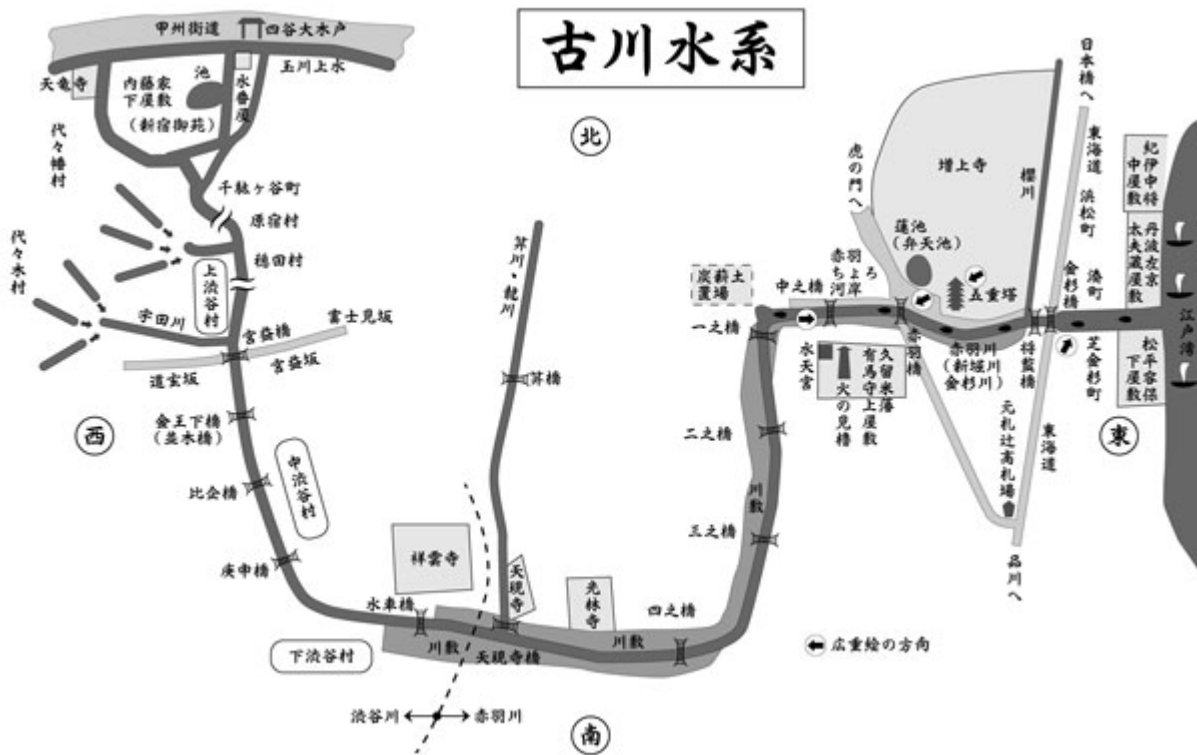 古川水系
甲州街道
四谷大木戸
玉川上水
天竜寺
内藤家
下屋敷
(新宿御苑)
池
水番屋
代々幡村
千駄ヶ谷町
原宿村
穏田村
上渋谷村
代々木村
宇田川
宮益橋
富士見坂
宮益坂
道玄坂
金王下橋
(並木橋)
比企橋
中渋谷村
庚申橋
水車橋
下渋谷村
祥雲寺
川敷
天現寺橋
天現寺
渋谷川
赤羽川
笄川・龍川
笄橋
光林寺
川敷
四之橋
三之橋
川敷
二之橋
一之橋
炭薪土
置場
中之橋
赤羽ろ
ちょ
河岸
虎の門へ
増上寺
蓮池
(弁天池)
五重塔
櫻川
日本橋へ
東海道
浜松町
金杉橋
湊町
芝金杉町
紀伊中将
中屋敷
丹波左京
太夫蔵屋敷
松平容保
下屋敷
江戸湾
水天宮
火の見櫓
久留米藩
有馬守上屋敷
赤羽橋
赤羽川
(新堀川
金杉川)
将監橋
元札辻高札場
東海道
品川へ
広重絵の方向
北
西
東
南